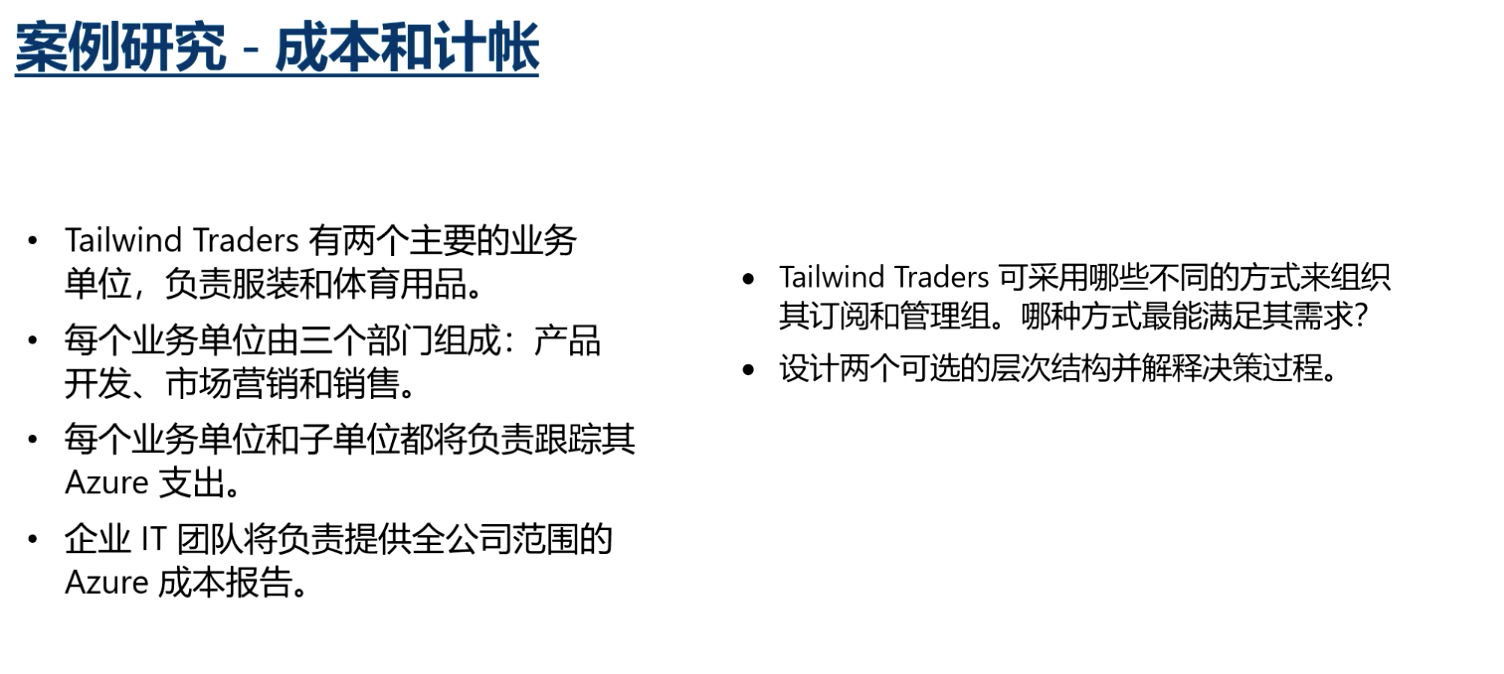 案例研究 - 成本和计帐
• Tailwind Traders 有两个主要的业务
单位，负责服装和体育用品。
• 每个业务单位由三个部门组成：产品
开发、市场营销和销售。
• 每个业务单位和子单位都将负责跟踪其
Azure 支出。
• 企业 IT 团队将负责提供全公司范围的
Azure 成本报告。
• Tailwind Traders 可采用哪些不同的方式来组织
其订阅和管理组。哪种方式最能满足其需求？
• 设计两个可选的层次结构并解释决策过程。